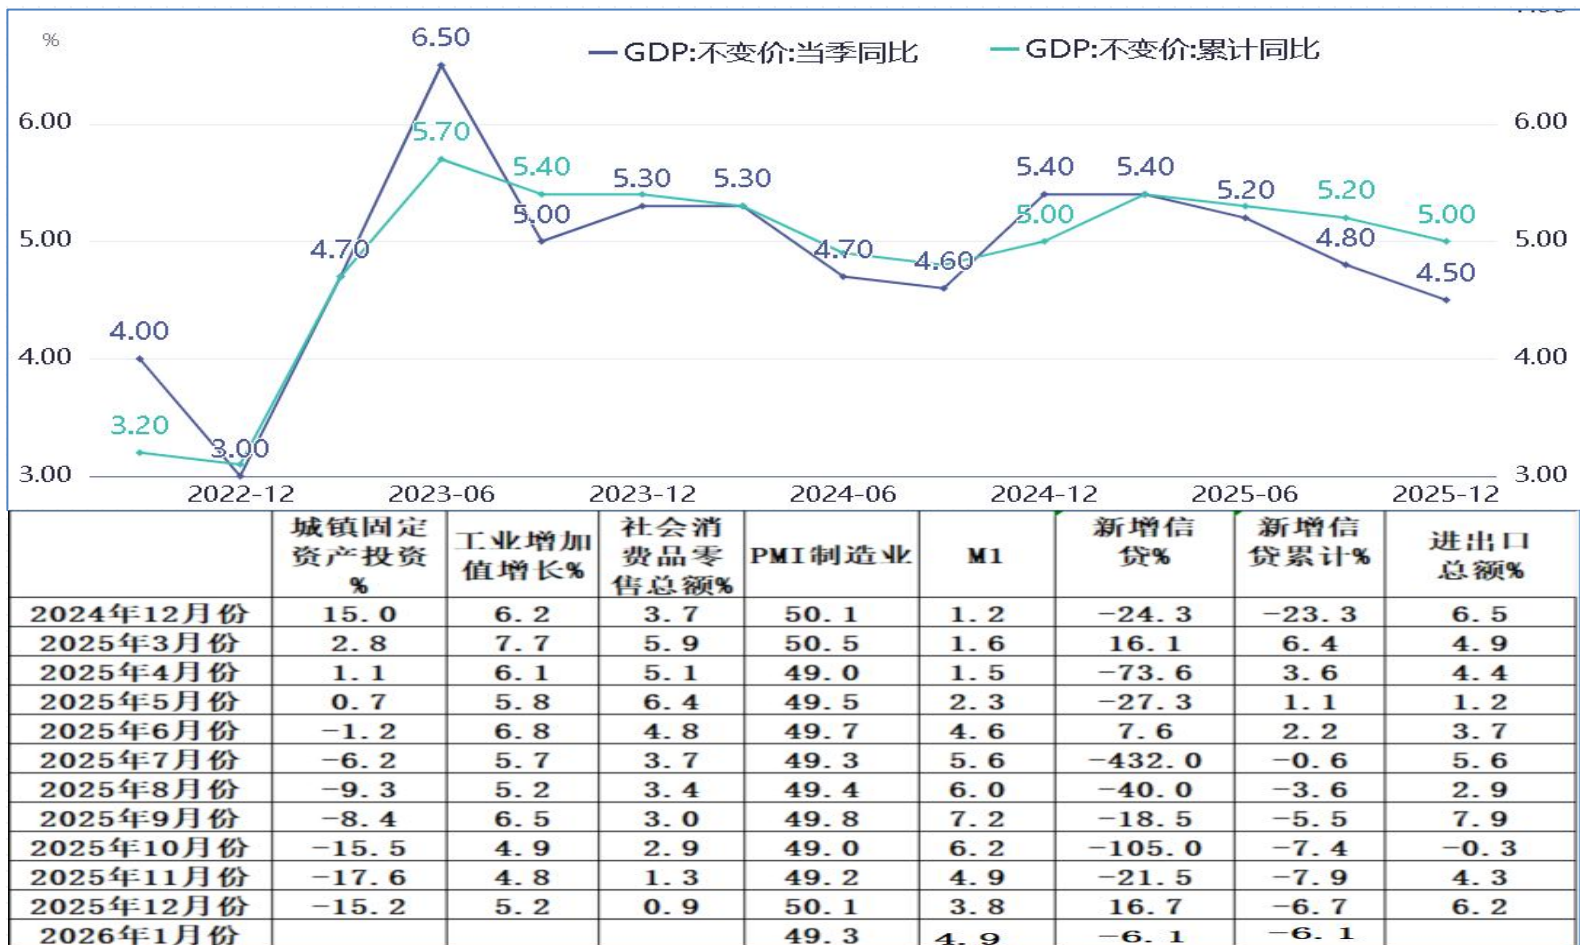 %
GDP:不变价:当季同比
GDP:不变价:累计同比
6.50
6.00
6.00
5.70
5.40
5.40
5.40
5.30
5.30
5.20
5.20
5.00
5.00
5.00
5.00
5.00
4.70
4.70
4.60
4.80
4.50
4.00
4.00
4.00
3.20
3.00
3.00
3.00
2022-12 2023-06 2023-12 2024-06 2024-12 2025-06 2025-12
城镇固定资产投资% 工业增加值增长% 社会消费品零售总额% PMI制造业 M1 新增信贷% 新增信贷累计% 进出口总额%
2024年12月份 15.0 6.2 3.7 50.1 1.2 -24.3 -23.3 6.5
2025年3月份 2.8 7.7 5.9 50.5 1.6 16.1 6.4 4.9
2025年4月份 1.1 6.1 5.1 49.0 1.5 -73.6 3.6 4.4
2025年5月份 0.7 5.8 6.4 49.5 2.3 -27.3 1.1 1.2
2025年6月份 -1.2 6.8 4.8 49.7 4.6 7.6 2.2 3.7
2025年7月份 -6.2 5.7 3.7 49.3 5.6 -432.0 -0.6 5.6
2025年8月份 -9.3 5.2 3.4 49.4 6.0 -40.0 -3.6 2.9
2025年9月份 -8.4 6.5 3.0 49.8 7.2 -18.5 -5.5 7.9
2025年10月份 -15.5 4.9 2.9 49.0 6.2 -105.0 -7.4 -0.3
2025年11月份 -17.6 4.8 1.3 49.2 4.9 -21.5 -7.9 4.3
2025年12月份 -15.2 5.2 0.9 50.1 3.8 16.7 -6.7 6.2
2026年1月份 49.3 4.9 -6.1 -6.1